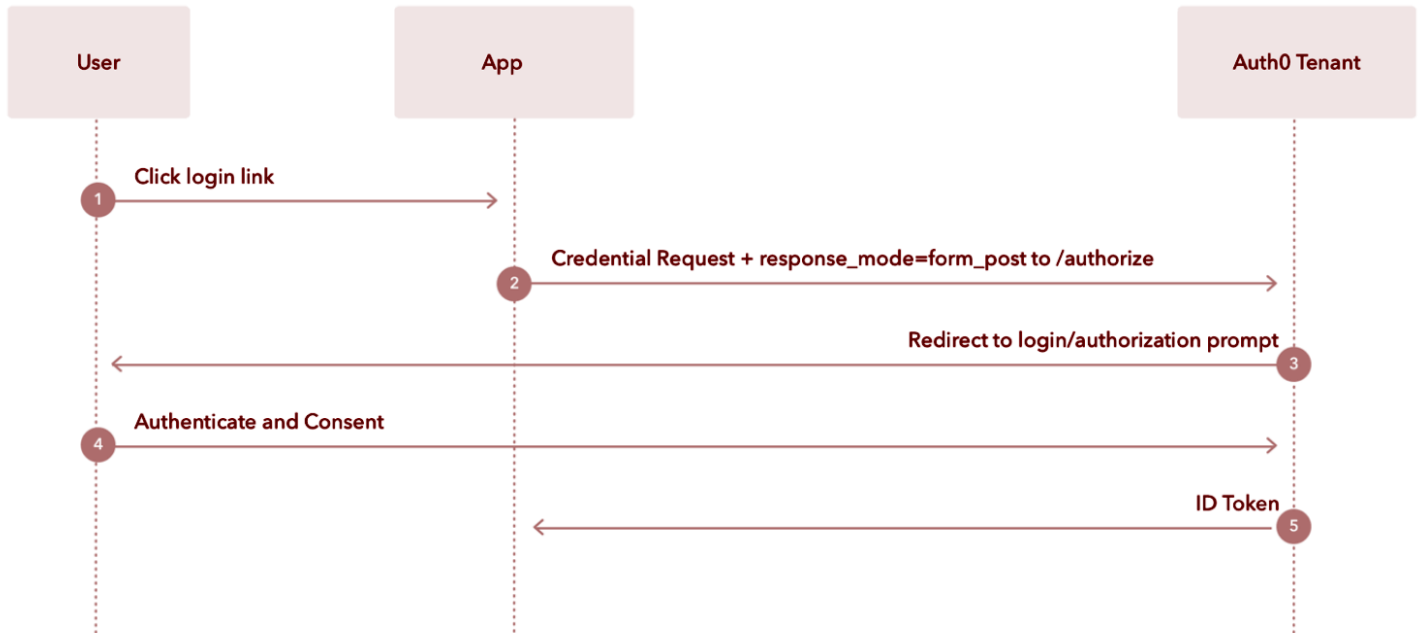 User
App
Auth0 Tenant
Click login link
1
Credential Request + response_mode=form_post to /authorize
2
Redirect to login/authorization prompt
3
Authenticate and Consent
4
ID Token
5